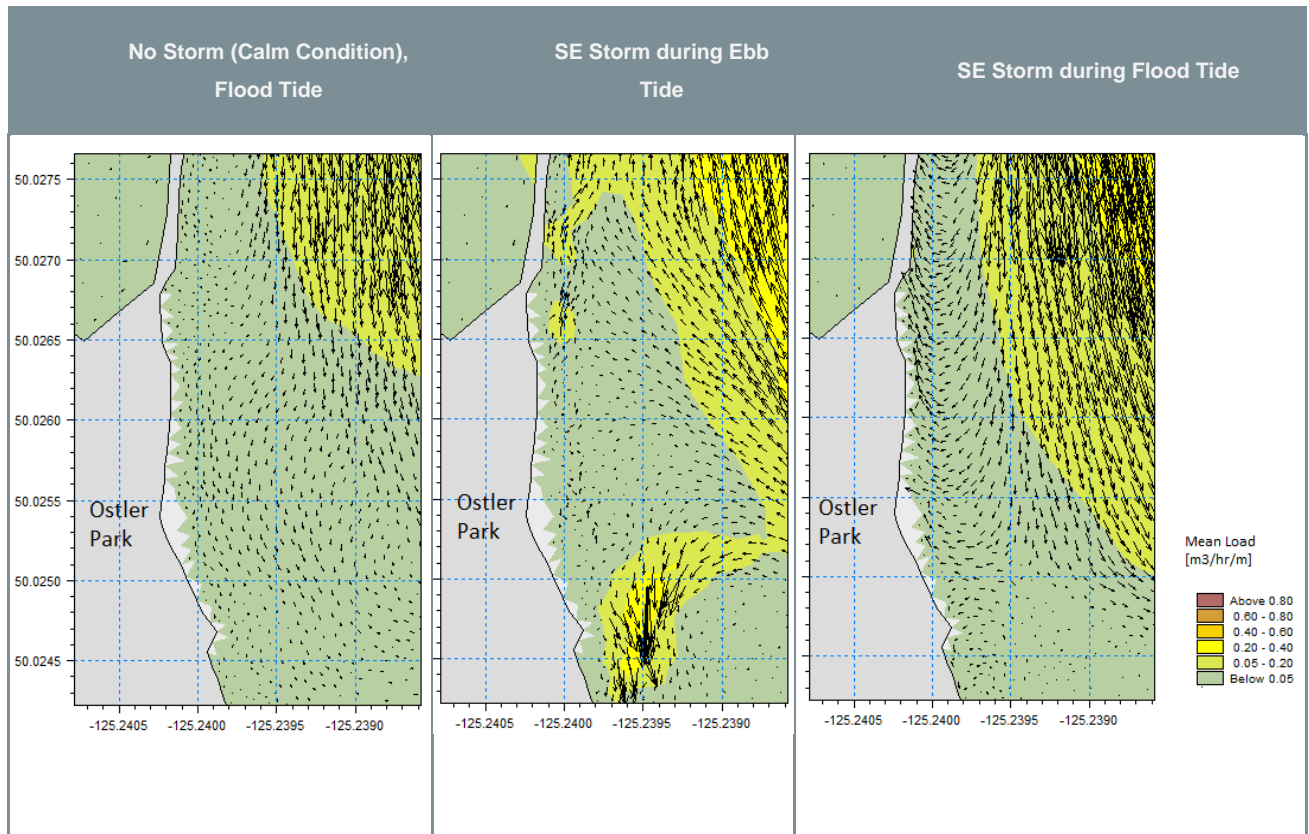 No Storm (Calm Condition),
Flood Tide
SE Storm during Ebb
Tide
SE Storm during Flood Tide
50.0275
50.0270
50.0265
50.0260
50.0255
50.0250
50.0245
Ostler
Park
-125.2405 -125.2400 -125.2395 -125.2390
Ostler
Park
-125.2405 -125.2400 -125.2395 -125.2390
Ostler
Park
-125.2405 -125.2400 -125.2395 -125.2390
Mean Load
[m3/hr/m]
Above 0.80
0.60 - 0.80
0.40 - 0.60
0.20 - 0.40
0.05 - 0.20
Below 0.05